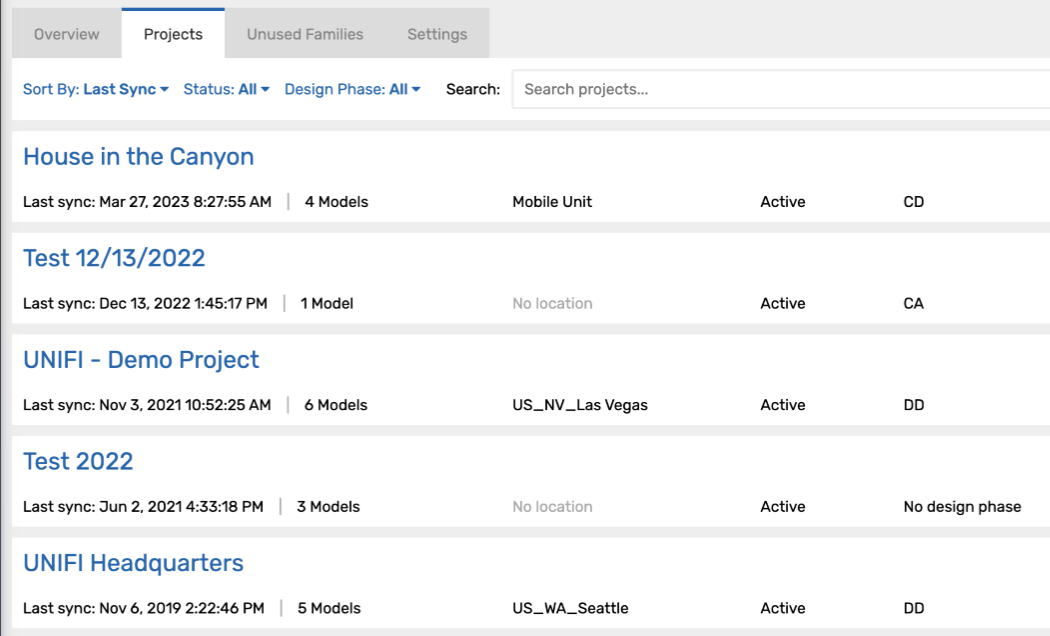 Overview Projects Unused Families Settings
Sort By: Last Sync Status: All Design Phase: All Search: Search projects...
House in the Canyon
Last sync: Mar 27, 2023 8:27:55 AM | 4 Models Mobile Unit Active CD
Test 12/13/2022
Last sync: Dec 13, 2022 1:45:17 PM | 1 Model No location Active CA
UNIFI - Demo Project
Last sync: Nov 3, 2021 10:52:25 AM | 6 Models US_NV_Las Vegas Active DD
Test 2022
Last sync: Jun 2, 2021 4:33:18 PM | 3 Models No location Active No design phase
UNIFI Headquarters
Last sync: Nov 6, 2019 2:22:46 PM | 5 Models US_WA_Seattle Active DD